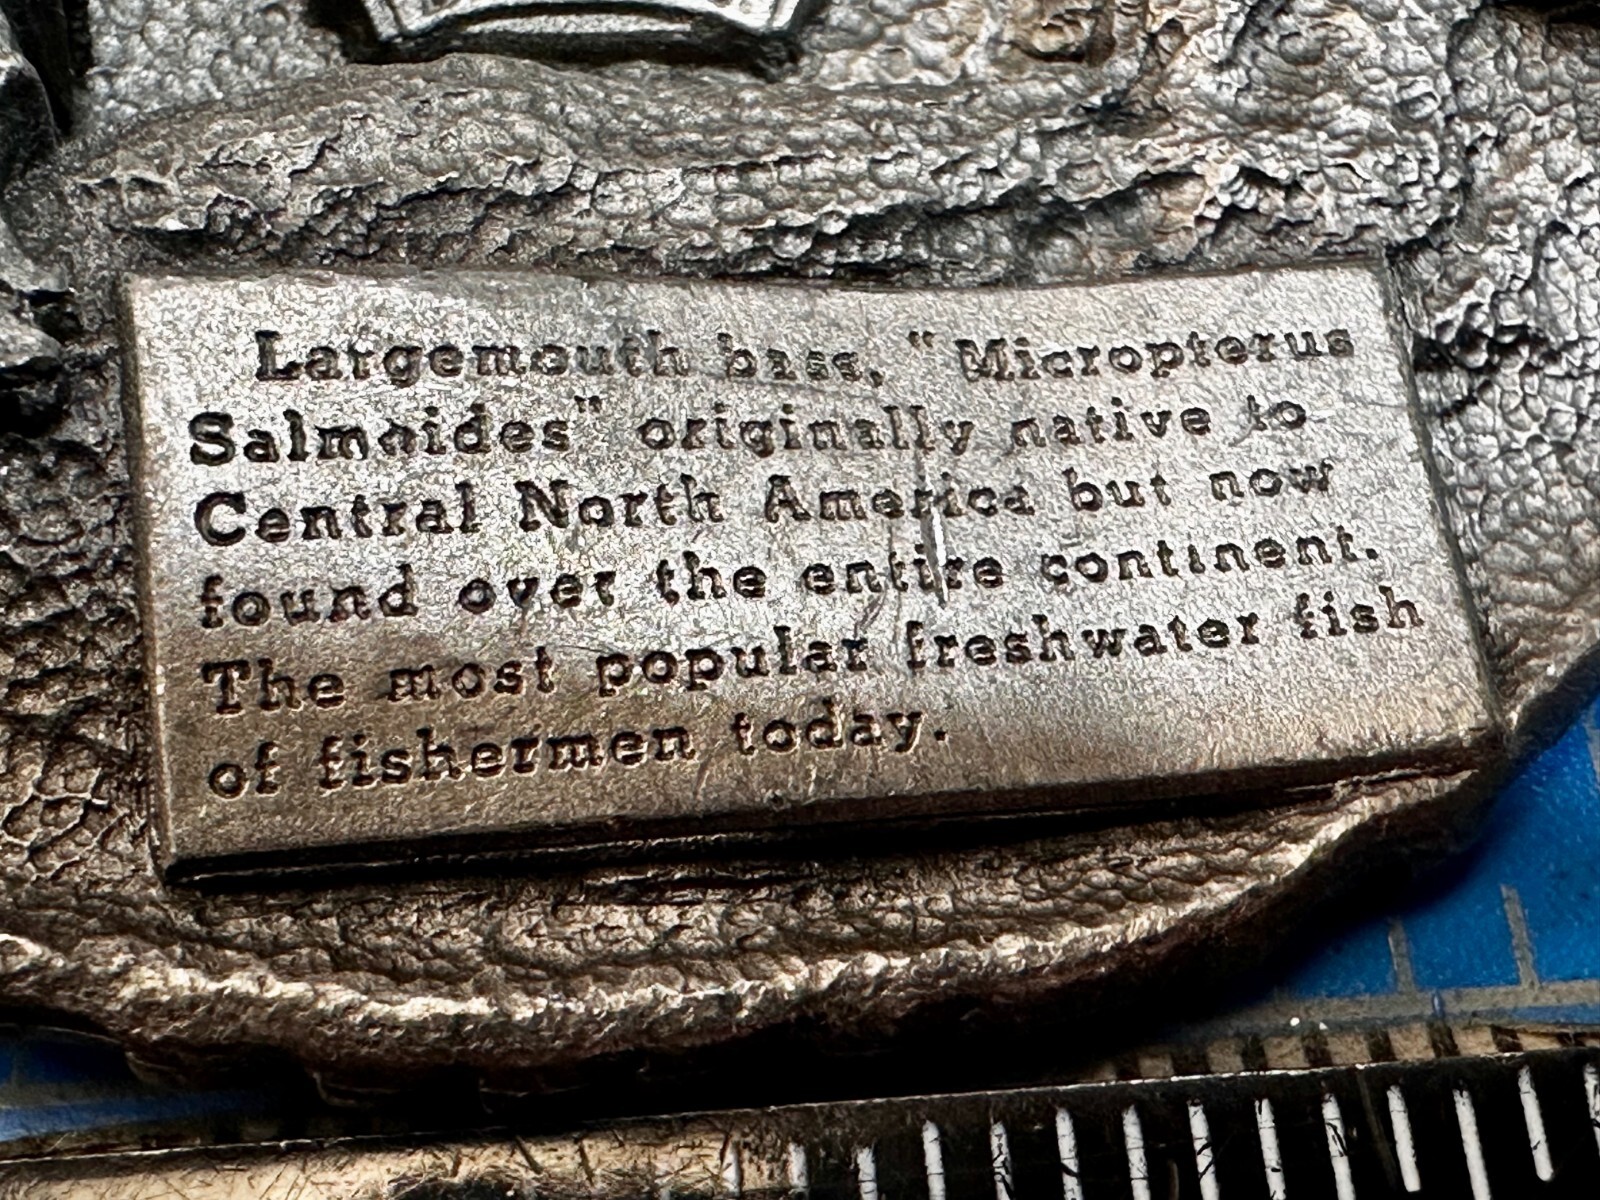 Largemouth bass, "Micropterus
Salmoides" originally native to
Central North America but now
found over the entire continent.
The most popular freshwater fish
of fishermen today.